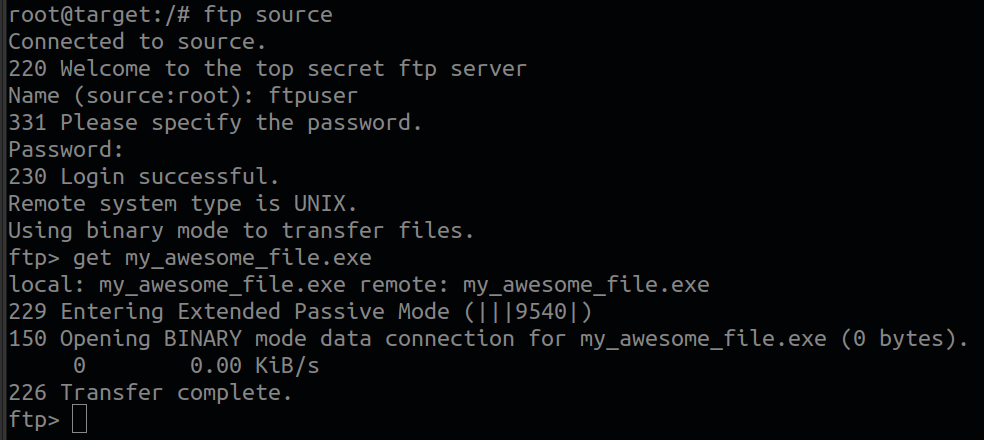 root@target:/# ftp source
Connected to source.
220 Welcome to the top secret ftp server
Name (source:root): ftpuser
331 Please specify the password.
Password:
230 Login successful.
Remote system type is UNIX.
Using binary mode to transfer files.
ftp> get my_awesome_file.exe
local: my_awesome_file.exe remote: my_awesome_file.exe
229 Entering Extended Passive Mode (|||9540|)
150 Opening BINARY mode data connection for my_awesome_file.exe (0 bytes).
     0        0.00 KiB/s
226 Transfer complete.
ftp>